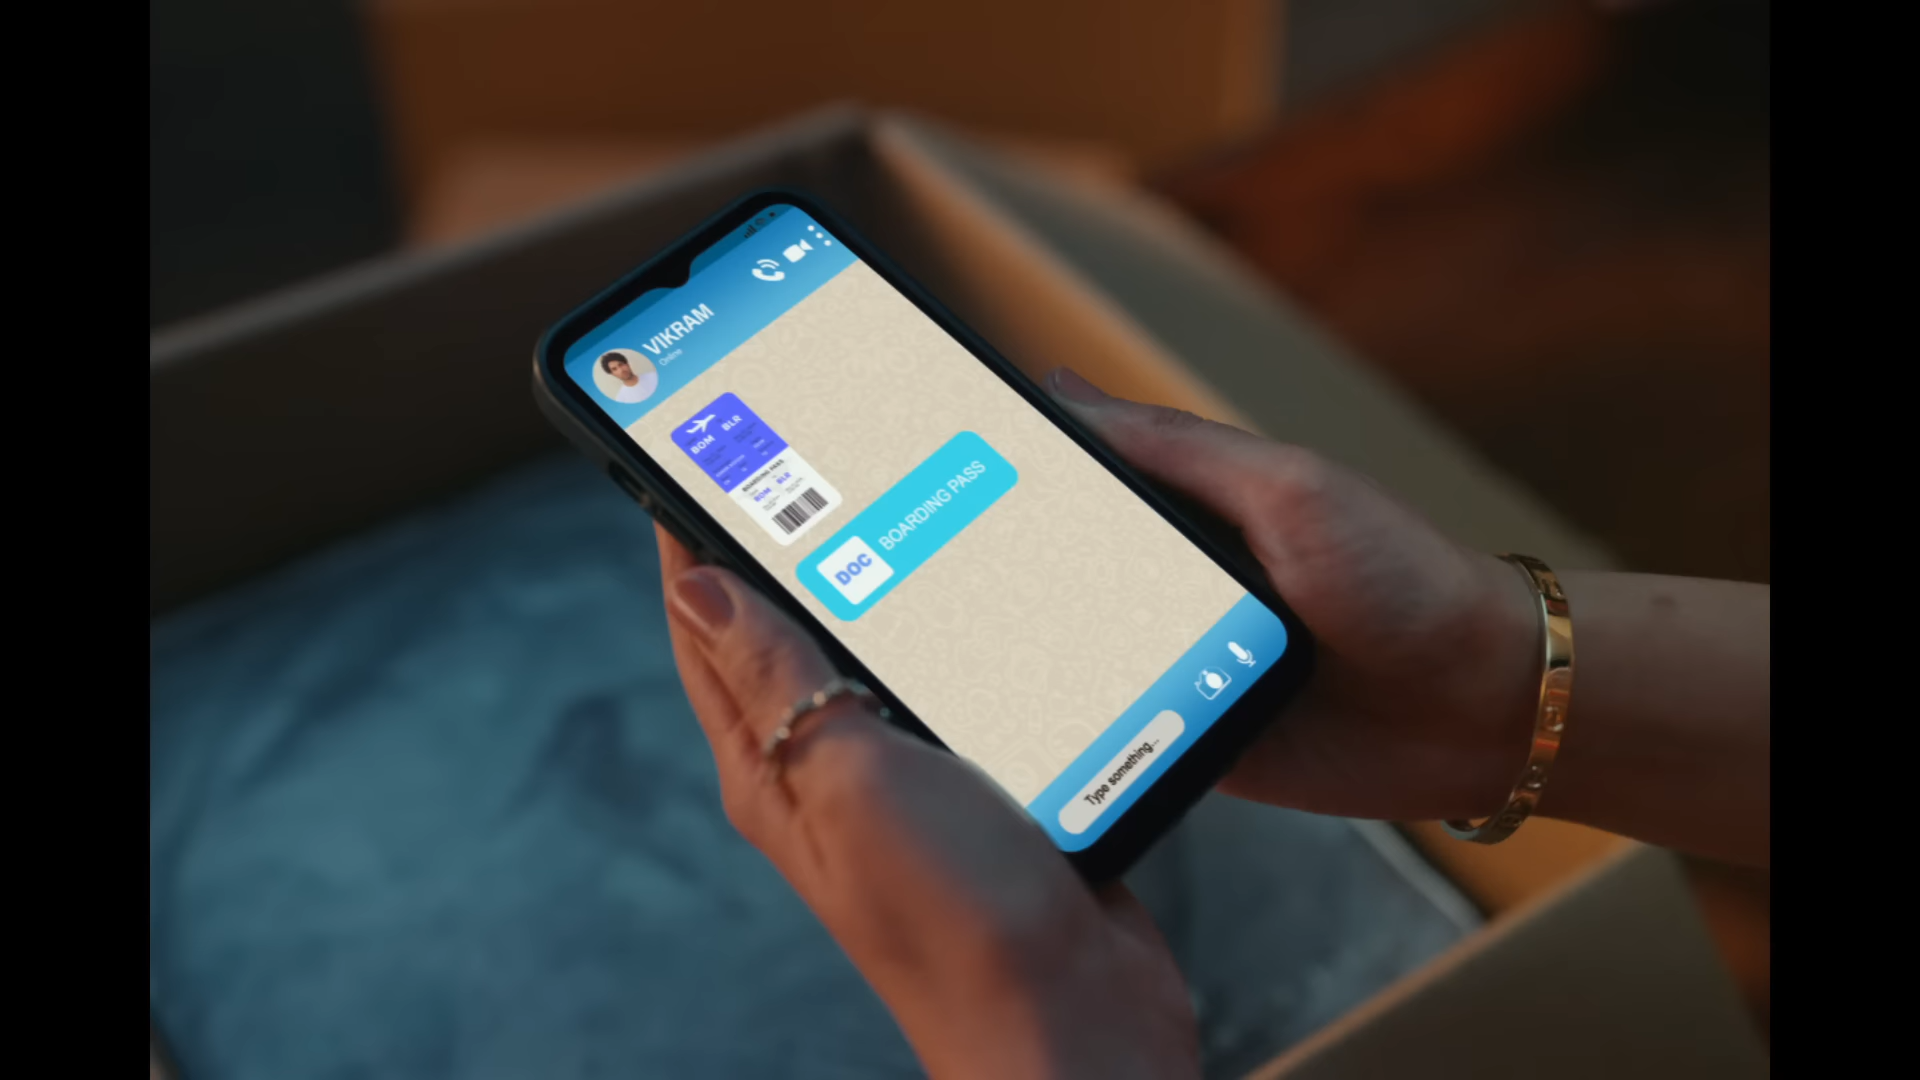 VIKRAM
Online
BOM BLR
BOARDING PASS
BOM BLR
DOC BOARDING PASS
Type something...